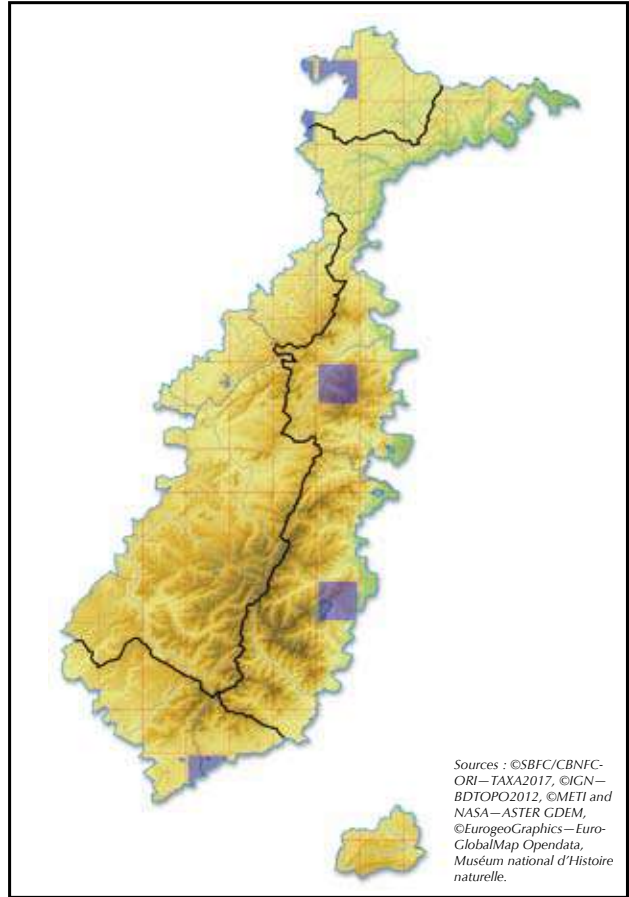 Sources : ©SBFC/CBNFC-
ORI—TAXA2017, ©IGN—
BDTOPO2012, ©METI and
NASA—ASTER GDEM,
©EurogeoGraphics—Euro-
GlobalMap Opendata,
Muséum national d’Histoire
naturelle.